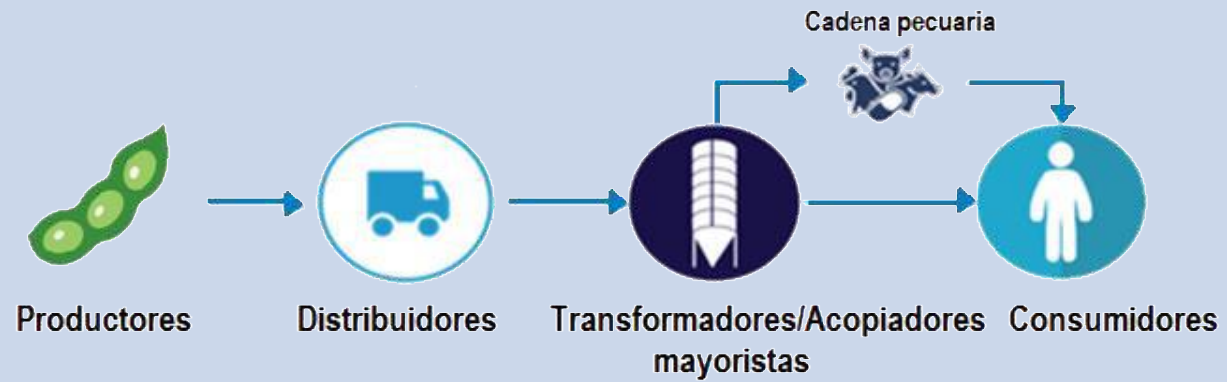 Cadena pecuaria
Productores
Distribuidores
Transformadores/Acopiadores
mayoristas
Consumidores